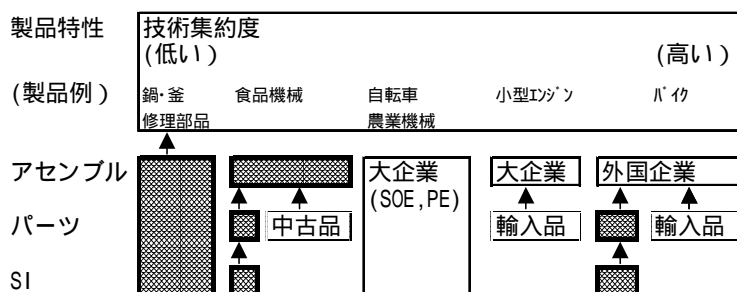 製品特性 技術集約度
(低い) (高い)
(製品例) 鍋・釜 食品機械 自転車 小型ｴﾝｼﾞﾝ ﾊﾞｲｸ
修理部品 農業機械
アセンブル 大企業 大企業 外国企業
(SOE,PE)
パーツ 中古品 輸入品 輸入品
SI